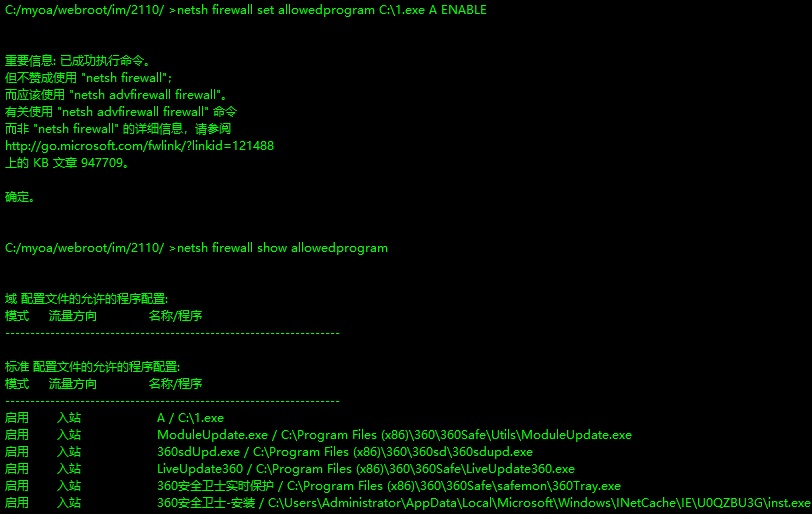 C:/myoa/webroot/im/2110/ >netsh firewall set allowedprogram C:\1.exe A ENABLE
重要信息: 已成功执行命令。
但不赞成使用 "netsh firewall"；
而应该使用 "netsh advfirewall firewall"。
有关使用 "netsh advfirewall firewall" 命令
而非 "netsh firewall" 的详细信息，请参阅
http://go.microsoft.com/fwlink/?linkid=121488
上的 KB 文章 947709。
确定。
C:/myoa/webroot/im/2110/ >netsh firewall show allowedprogram
域 配置文件的允许的程序配置:
模式 流量方向 名称/程序
-------------------------------------------------------------------
标准 配置文件的允许的程序配置:
模式 流量方向 名称/程序
-------------------------------------------------------------------
启用 入站 A / C:\1.exe
启用 入站 ModuleUpdate.exe / C:\Program Files (x86)\360\360Safe\Utils\ModuleUpdate.exe
启用 入站 360sdUpd.exe / C:\Program Files (x86)\360\360sd\360sdupd.exe
启用 入站 LiveUpdate360 / C:\Program Files (x86)\360\360Safe\LiveUpdate360.exe
启用 入站 360安全卫士实时保护 / C:\Program Files (x86)\360\360Safe\safemon\360Tray.exe
启用 入站 360安全卫士-安装 / C:\Users\Administrator\AppData\Local\Microsoft\Windows\INetCache\IE\U0QZBU3G\inst.exe